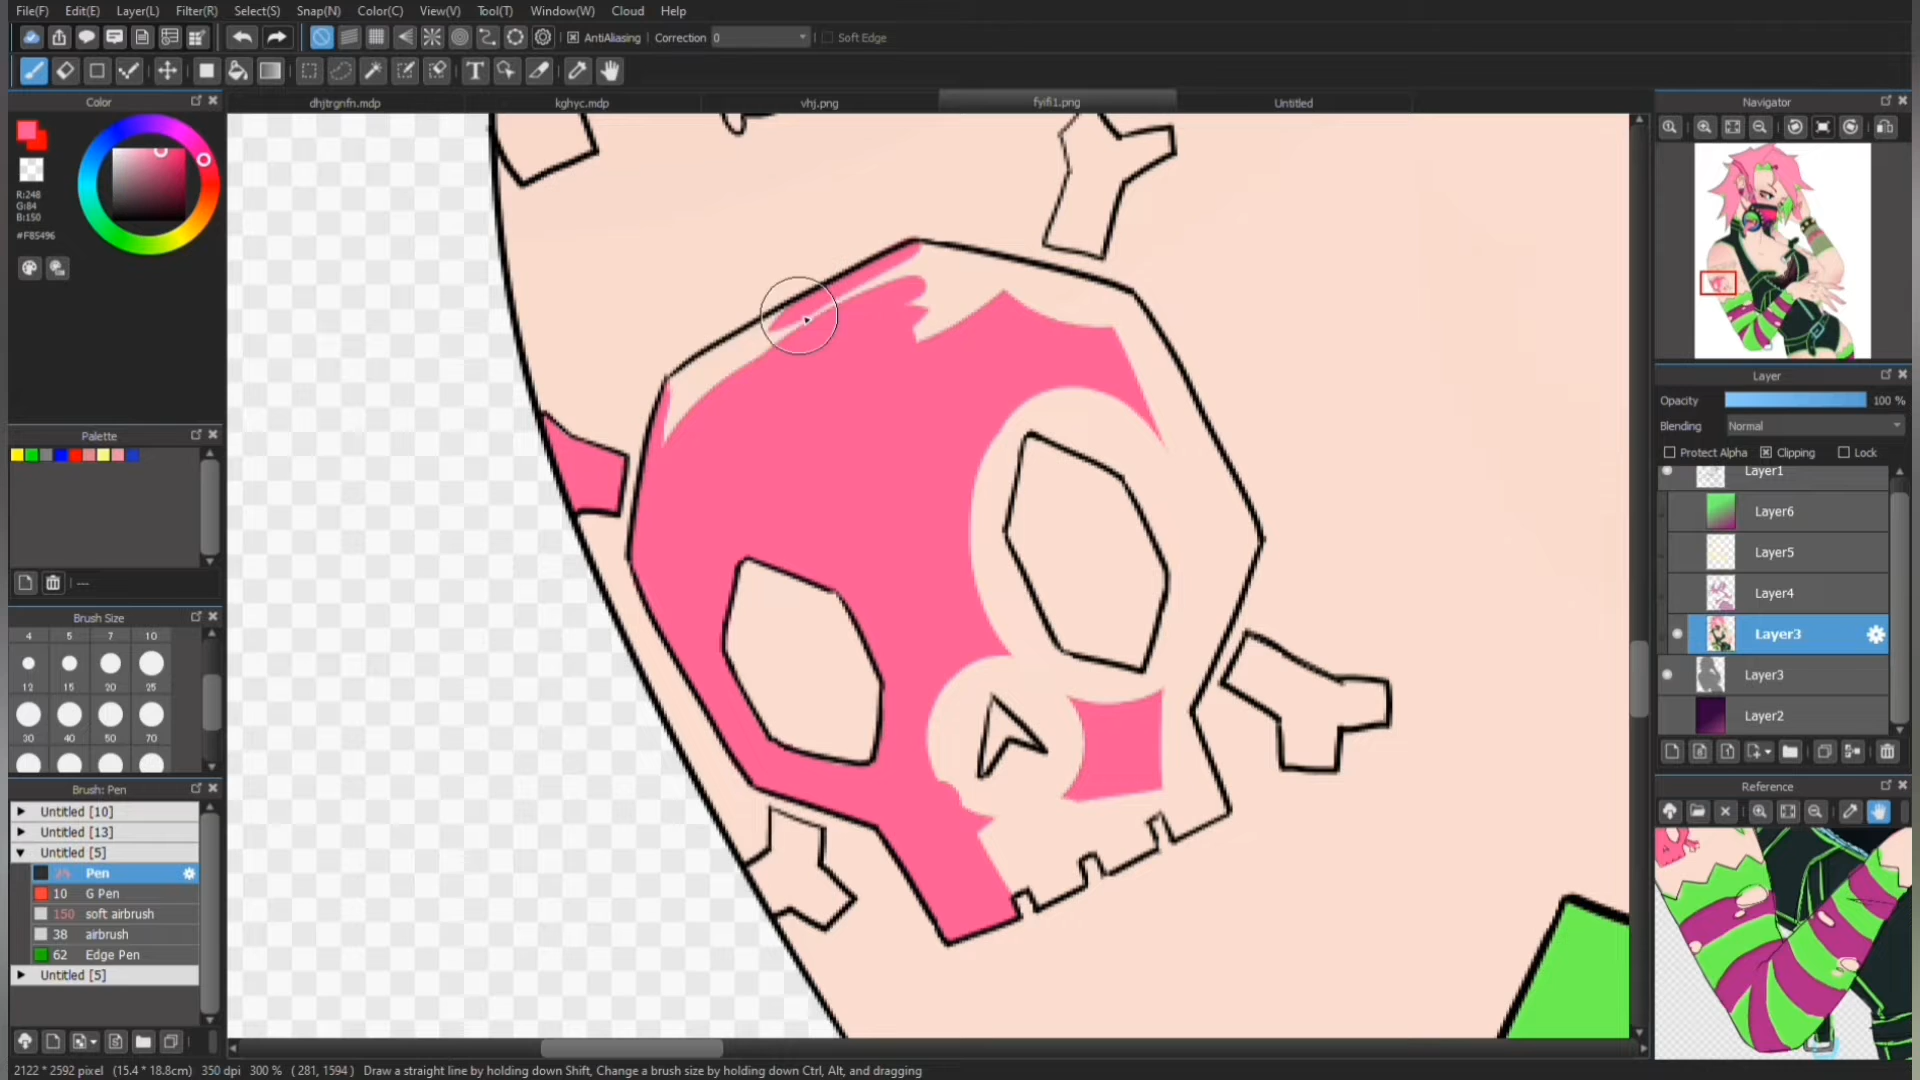 File(F) Edit(E) Layer(L) Filter(R) Select(S) Snap(N) Color(C) View(V) Tool(T) Window(W) Cloud Help
AntiAliasing Correction 0 Soft Edge
Color
dhjtrgnfn.mdp kghyc.mdp vhj.png fyifi1.png Untitled
Navigator
R:248
G:84
B:150
#F85496
Layer
Opacity 100 %
Blending Normal
Protect Alpha Clipping Lock
Layer1
Layer6
Layer5
Layer4
Layer3
Layer3
Layer2
Palette
---
Brush Size
4 5 7 10
12 15 20 25
30 40 50 70
Brush: Pen
Untitled [10]
Untitled [13]
Untitled [5]
Pen
10 G Pen
150 soft airbrush
38 airbrush
62 Edge Pen
Untitled [5]
Reference
2122 * 2592 pixel (15.4 * 18.8cm) 350 dpi 300 % ( 281, 1594 ) Draw a straight line by holding down Shift, Change a brush size by holding down Ctrl, Alt, and dragging